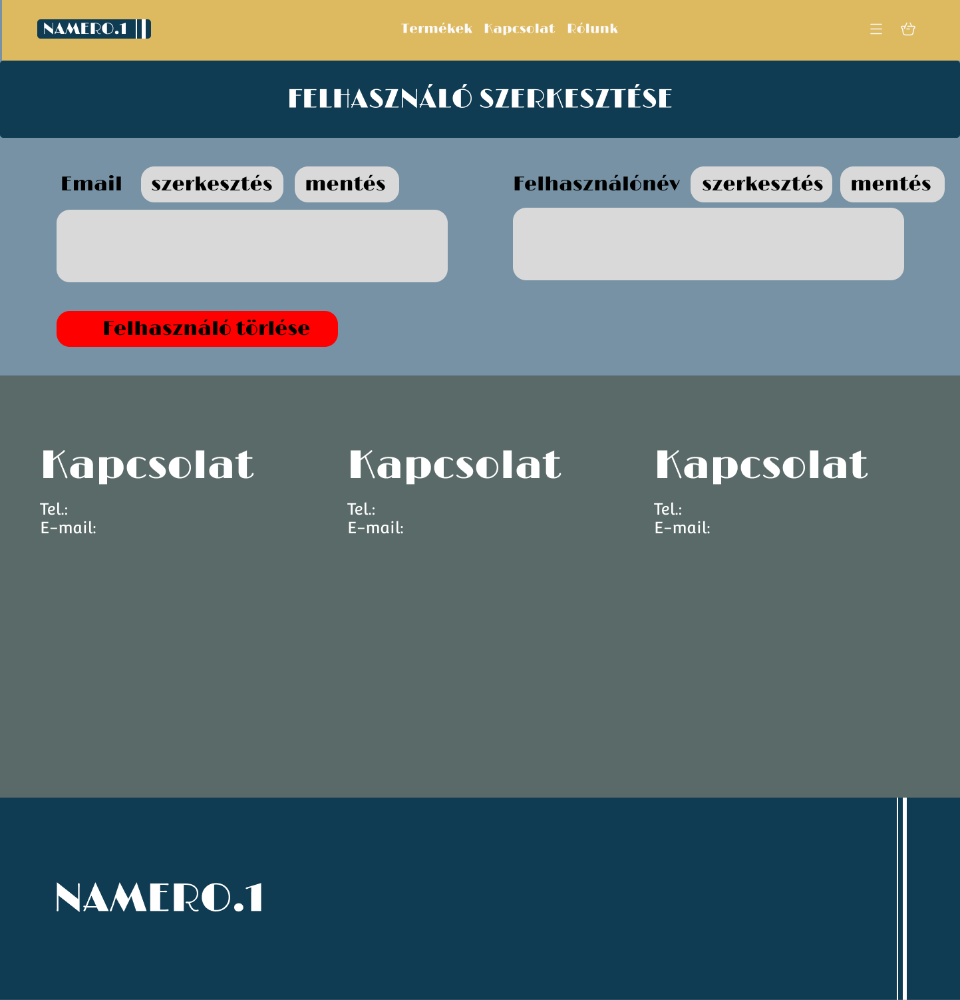 NAMERO.1
Termékek Kapcsolat Rólunk
FELHASZNÁLÓ SZERKESZTÉSE
Email szerkesztés mentés
Felhasználónév szerkesztés mentés
Felhasználó törlése
Kapcsolat
Tel.:
E-mail:
Kapcsolat
Tel.:
E-mail:
Kapcsolat
Tel.:
E-mail:
NAMERO.1